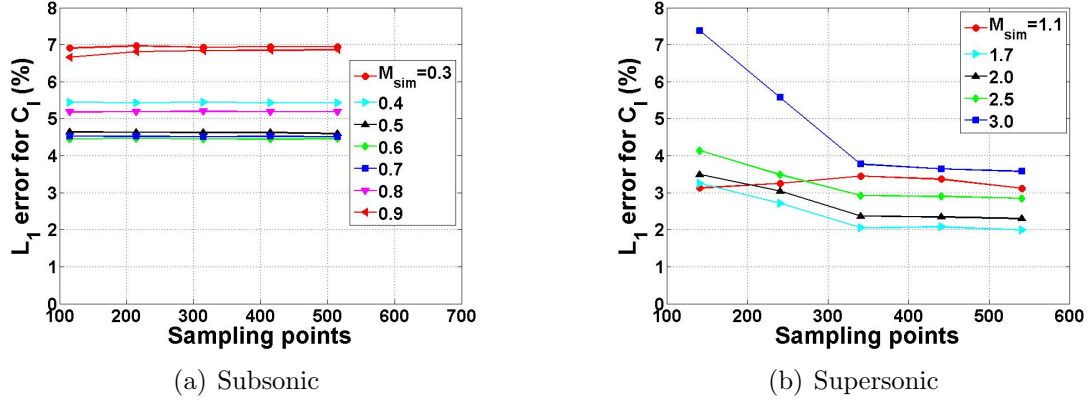 8
7
6
5
4
3
2
1
0
100 200 300 400 500 600 700
L₁ error for Cₗ (%)
Sampling points
M_sim=0.3
0.4
0.5
0.6
0.7
0.8
0.9
(a) Subsonic
8
7
6
5
4
3
2
1
0
100 200 300 400 500 600
L₁ error for Cₗ (%)
Sampling points
M_sim=1.1
1.7
2.0
2.5
3.0
(b) Supersonic